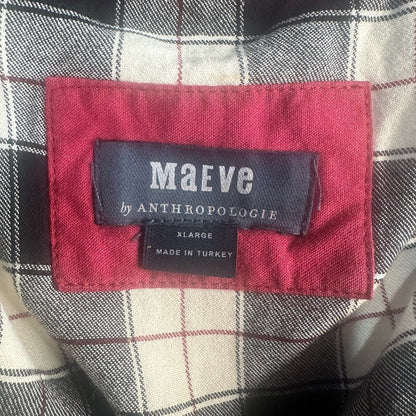 MaEVe
by ANTHROPOLOGIE
XLARGE
MADE IN TURKEY